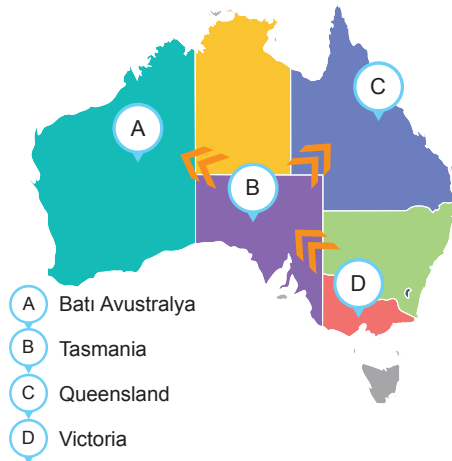 A
C
B
D
A Batı Avustralya
B Tasmania
C Queensland
D Victoria